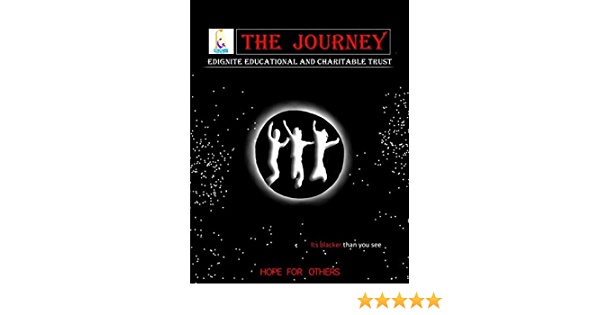 THE JOURNEY
EDIGNITE EDUCATIONAL AND CHARITABLE TRUST
Its blacker than you see
HOPE FOR OTHERS